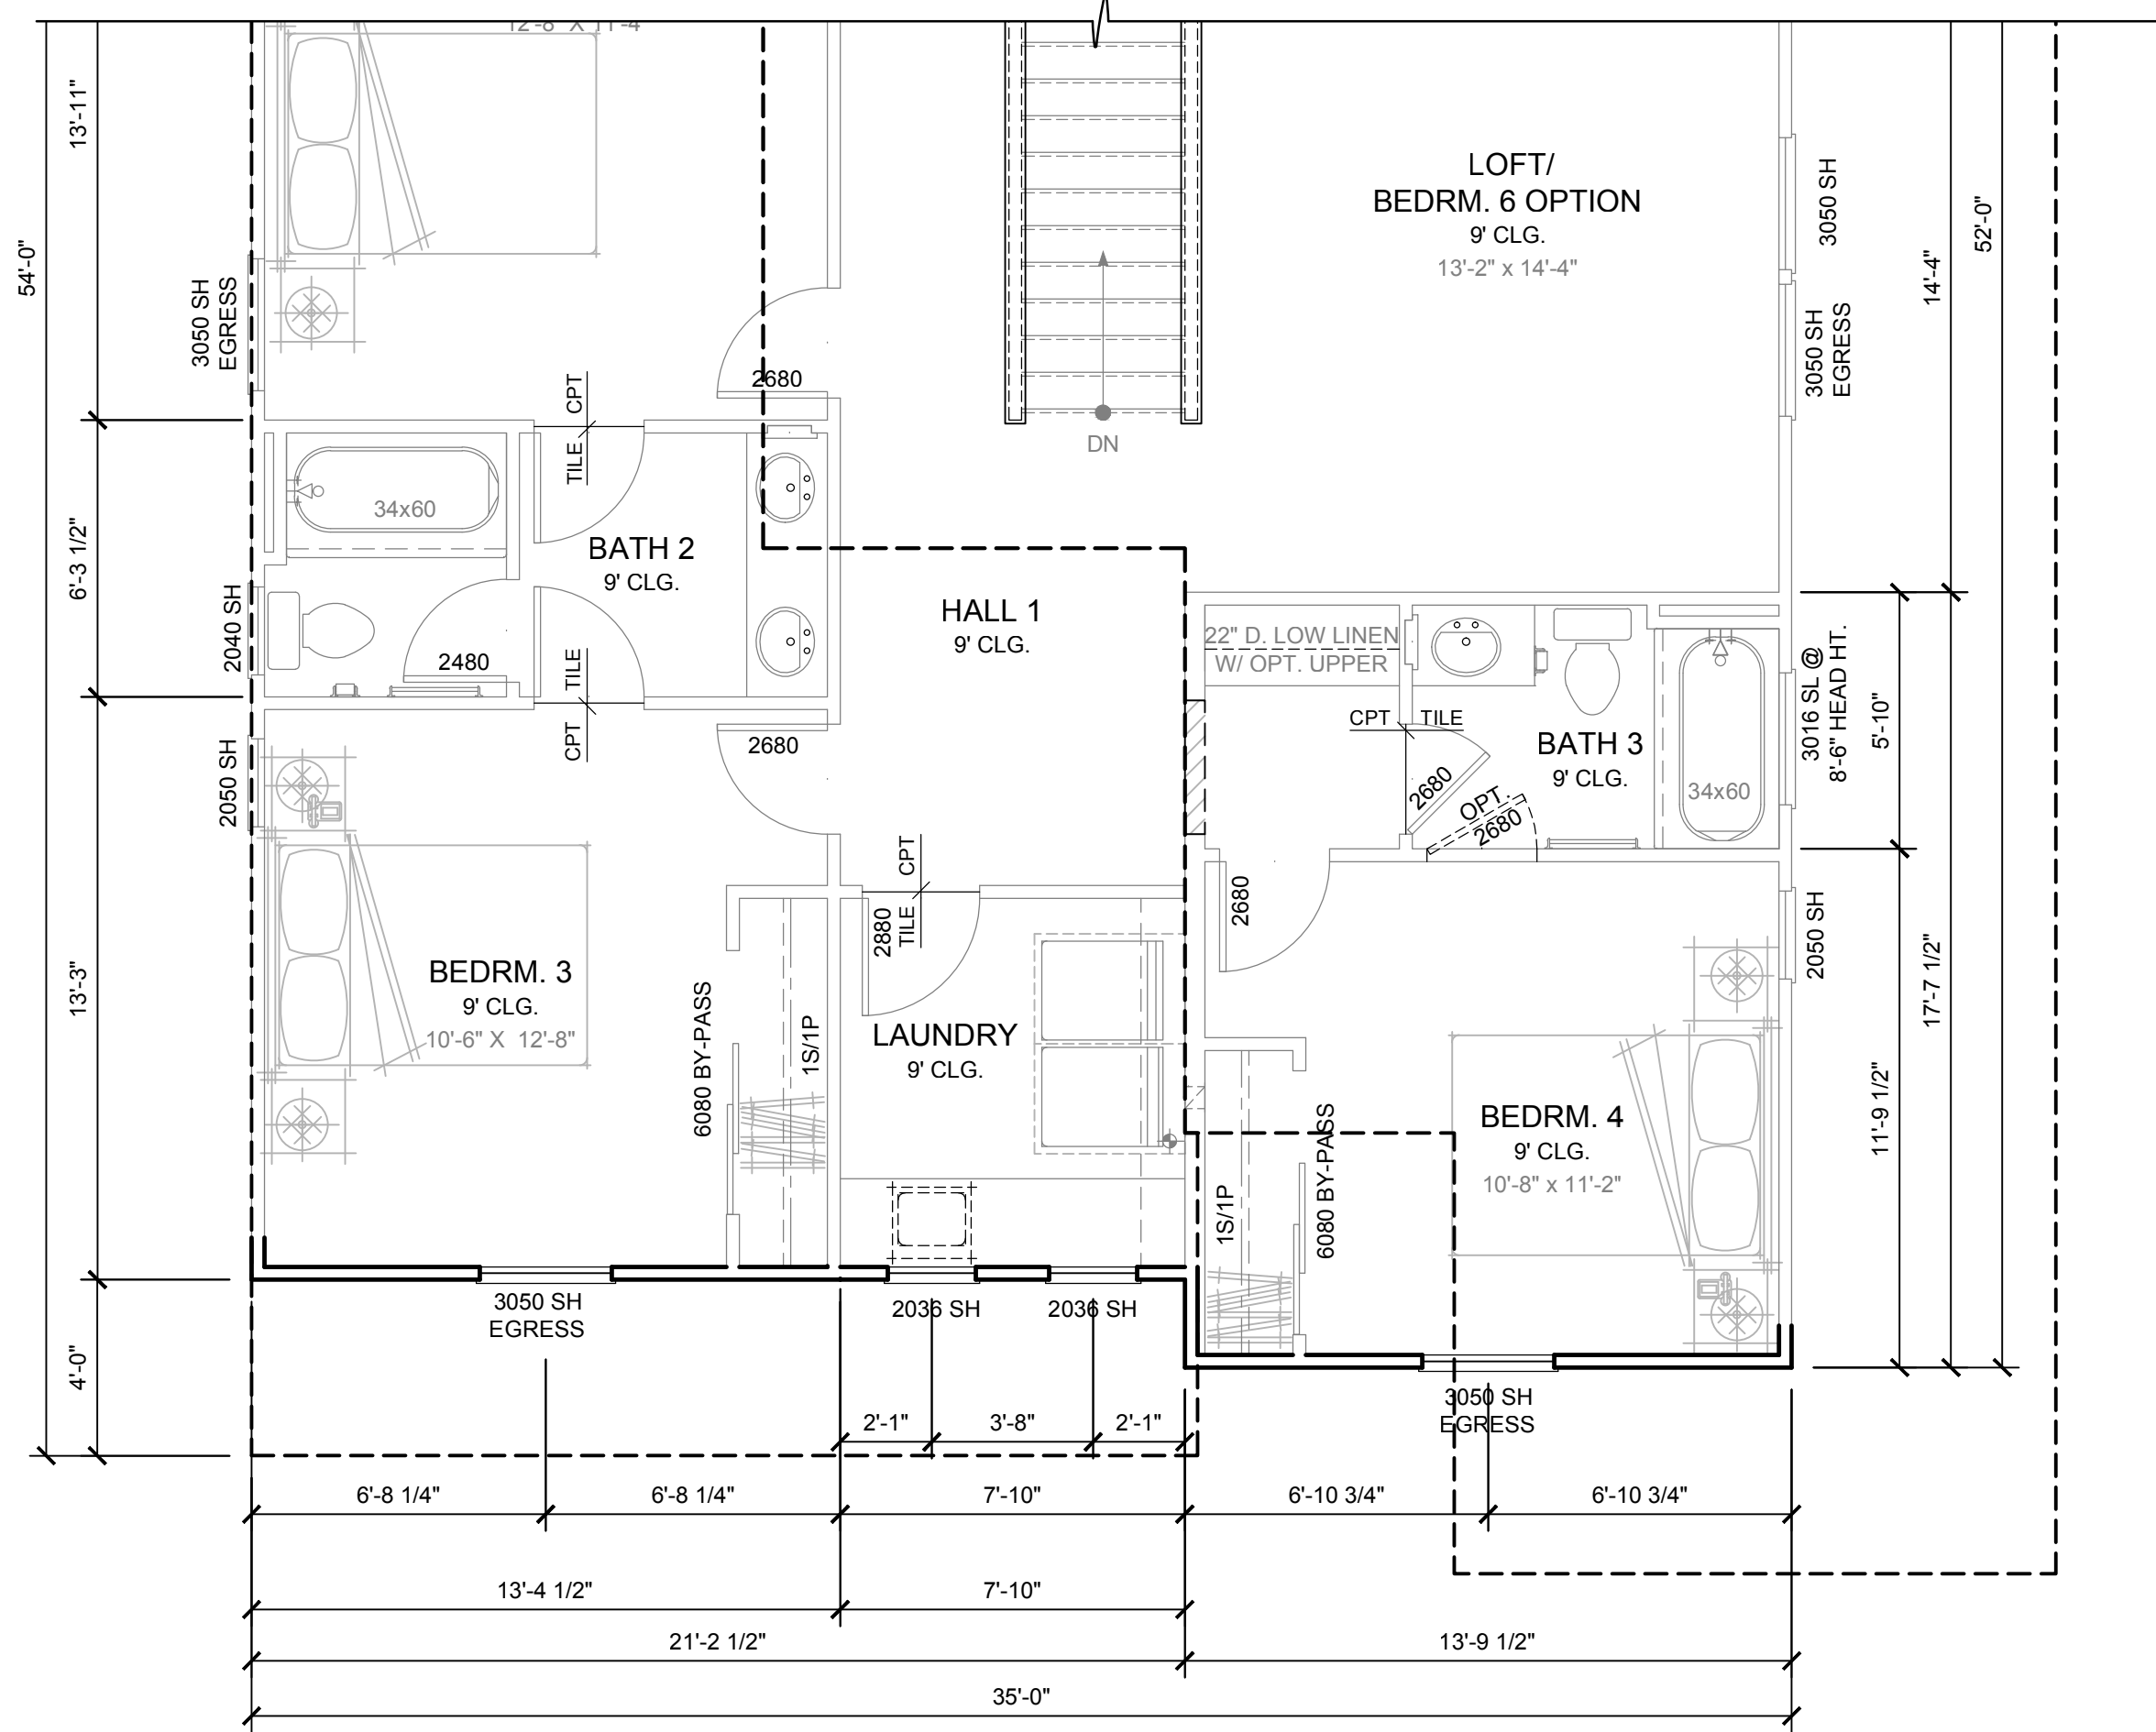 12'-8" X 11'-4"
13'-11"
54'-0"
3050 SH
EGRESS
2680
CPT
TILE
34x60
BATH 2
9' CLG.
6'-3 1/2"
2040 SH
2480
TILE
CPT
2680
2050 SH
DN
LOFT/
BEDRM. 6 OPTION
9' CLG.
13'-2" x 14'-4"
3050 SH
3050 SH
EGRESS
14'-4"
52'-0"
HALL 1
9' CLG.
22" D. LOW LINEN
W/ OPT. UPPER
CPT
TILE
BATH 3
9' CLG.
2680
OPT.
2680
34x60
3016 SL @
8'-6" HEAD HT.
5'-10"
CPT
TILE
2880
2680
2050 SH
17'-7 1/2"
13'-3"
BEDRM. 3
9' CLG.
10'-6" X 12'-8"
6080 BY-PASS
1S/1P
LAUNDRY
9' CLG.
BEDRM. 4
9' CLG.
10'-8" x 11'-2"
1S/1P
6080 BY-PASS
11'-9 1/2"
3050 SH
EGRESS
2036 SH
2036 SH
4'-0"
3050 SH
EGRESS
2'-1"
3'-8"
2'-1"
6'-8 1/4"
6'-8 1/4"
7'-10"
6'-10 3/4"
6'-10 3/4"
13'-4 1/2"
7'-10"
21'-2 1/2"
13'-9 1/2"
35'-0"